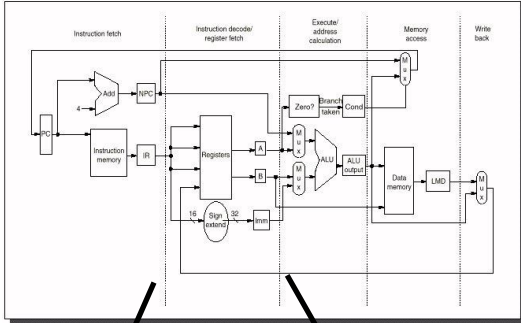 Instruction fetch
Instruction decode/
register fetch
Execute/
address
calculation
Memory
access
Write
back
M
u
x
Add
NPC
4
Zero?
Branch
taken
Cond
PC
Instruction
memory
IR
Registers
A
B
M
u
x
M
u
x
ALU
ALU
output
Data
memory
LMD
M
u
x
16
Sign
extend
32
Imm